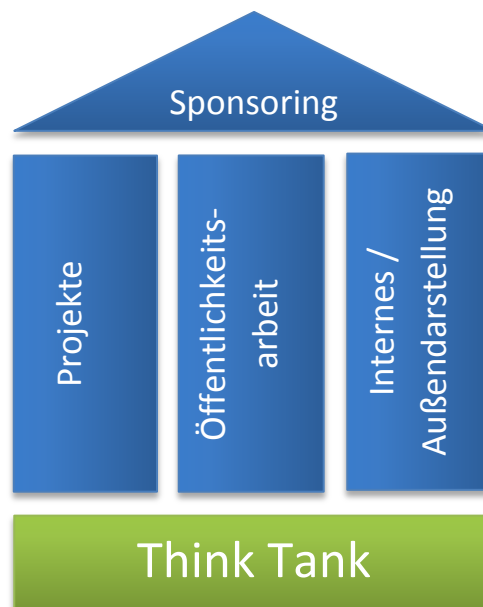 Sponsoring
Projekte
Öffentlichkeits-
arbeit
Internes /
Außendarstellung
Think Tank